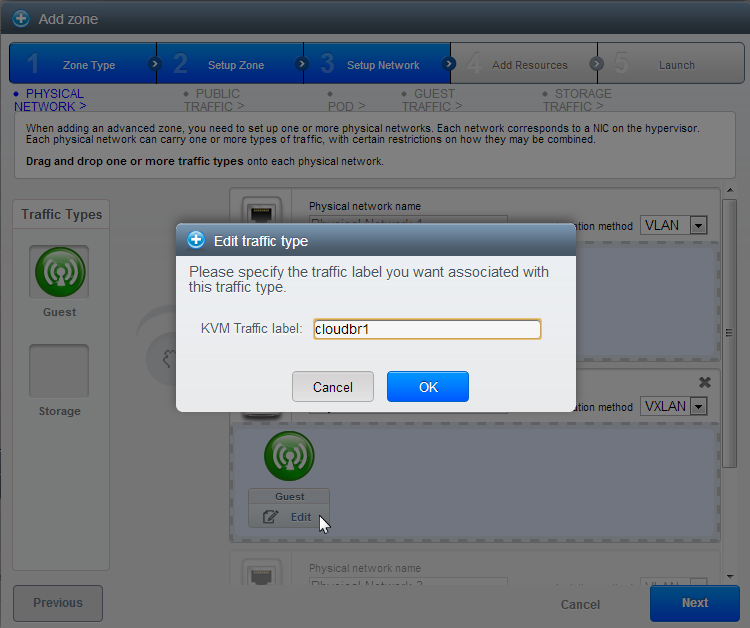 Add zone
1 Zone Type
2 Setup Zone
3 Setup Network
4 Add Resources
5 Launch
PHYSICAL
NETWORK >
PUBLIC
TRAFFIC >
POD >
GUEST
TRAFFIC >
STORAGE
TRAFFIC >
When adding an advanced zone, you need to set up one or more physical networks. Each network corresponds to a NIC on the hypervisor.
Each physical network can carry one or more types of traffic, with certain restrictions on how they may be combined.
Drag and drop one or more traffic types onto each physical network.
Traffic Types
Guest
Storage
Physical network name
method
VLAN
Edit traffic type
Please specify the traffic label you want associated with
this traffic type.
KVM Traffic label:
cloudbr1
Cancel
OK
method
VXLAN
Guest
Edit
Physical network name
Previous
Cancel
Next